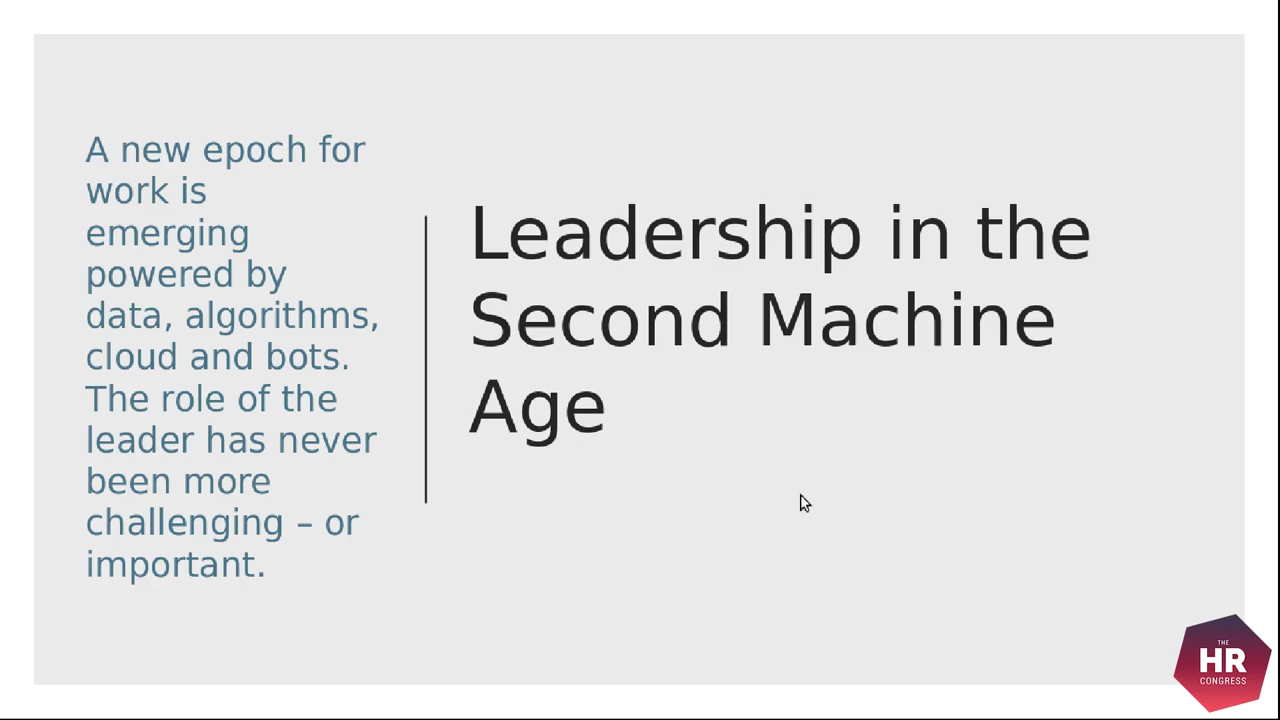 A new epoch for
work is
emerging
powered by
data, algorithms,
cloud and bots.
The role of the
leader has never
been more
challenging – or
important.
Leadership in the
Second Machine
Age
THE
HR
CONGRESS